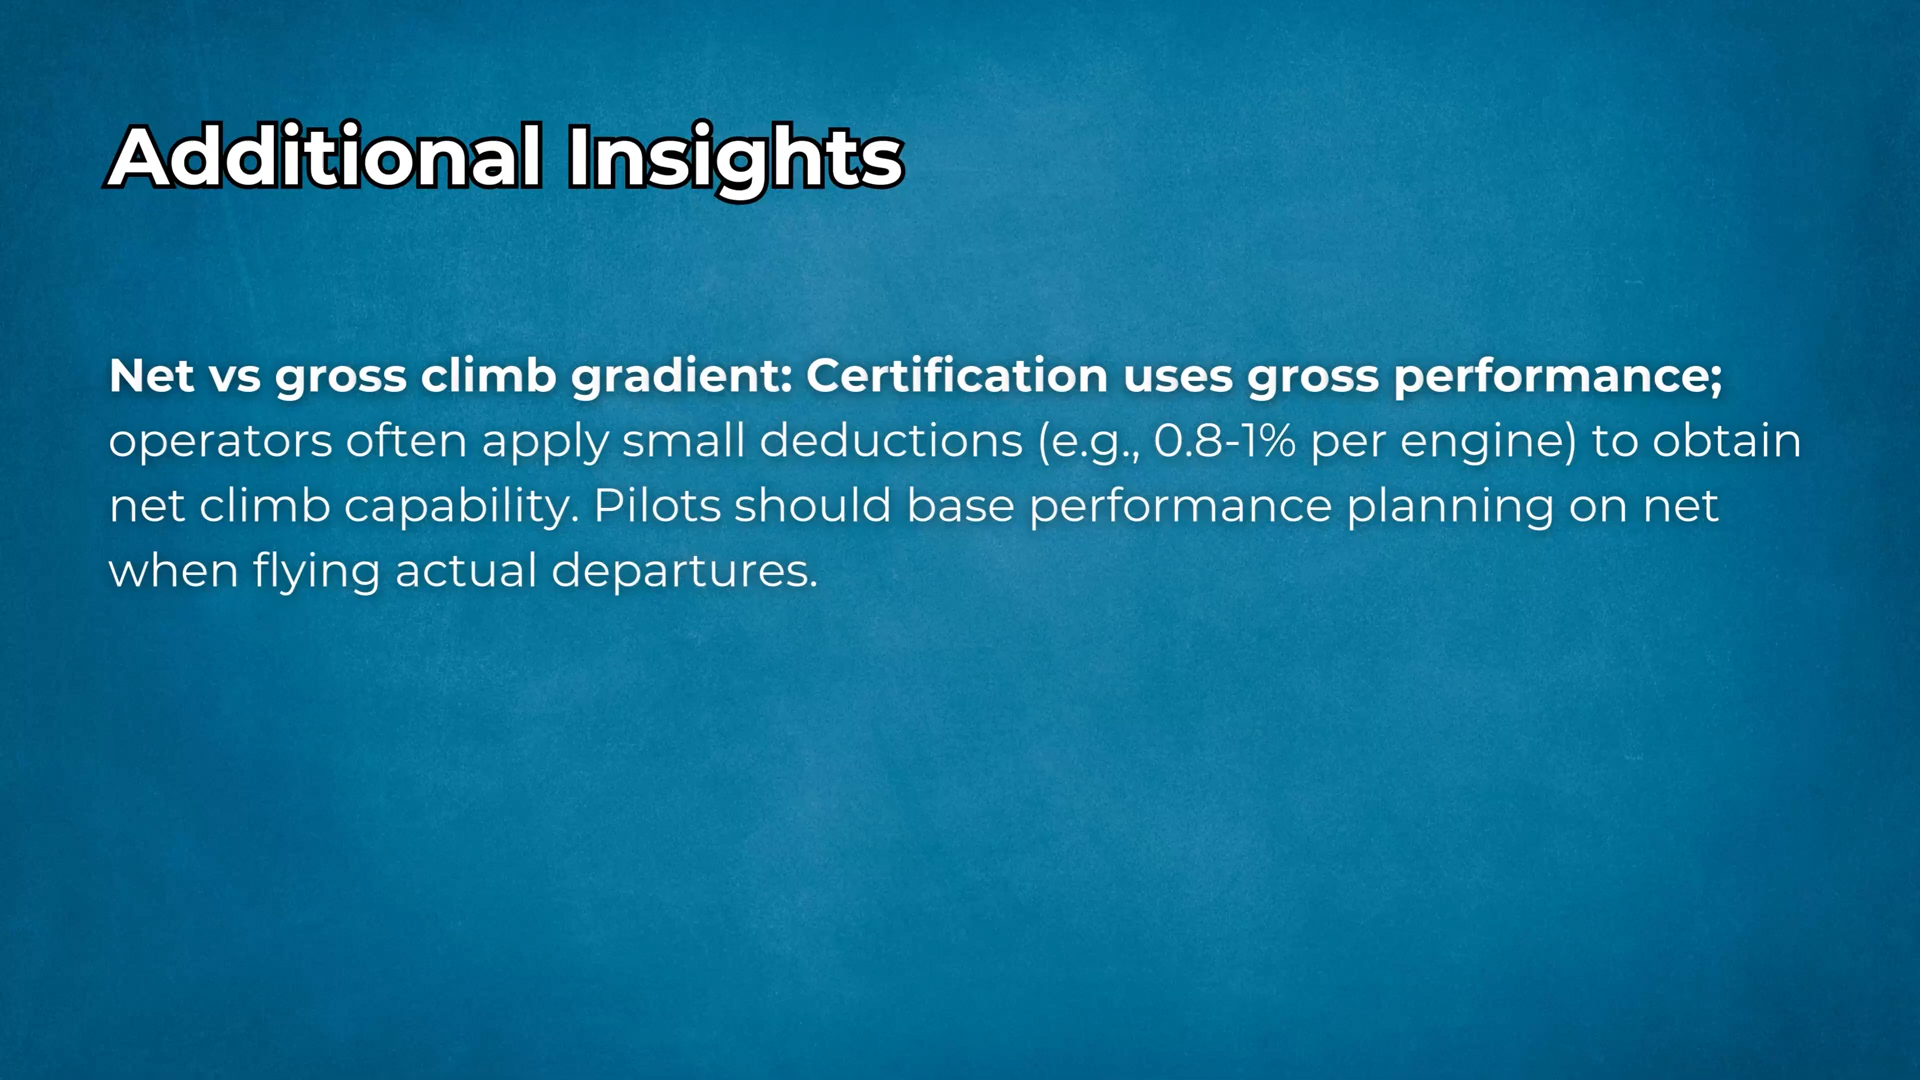 Additional Insights
Net vs gross climb gradient: Certification uses gross performance;
operators often apply small deductions (e.g., 0.8-1% per engine) to obtain
net climb capability. Pilots should base performance planning on net
when flying actual departures.